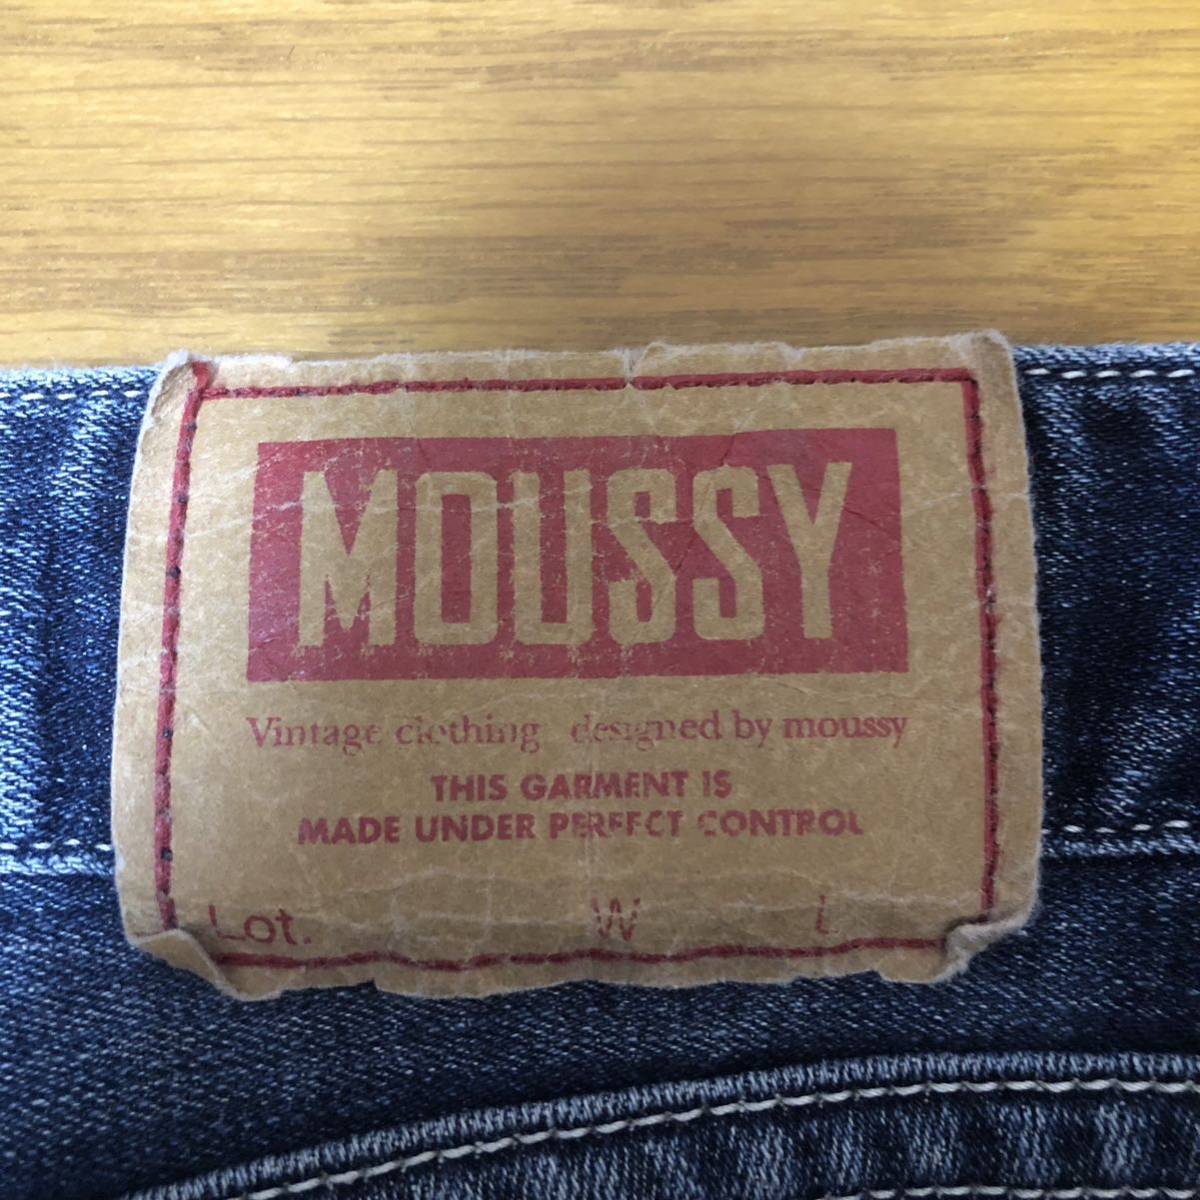 MOUSSY
Vintage clothing designed by moussy
THIS GARMENT IS
MADE UNDER PERFECT CONTROL
Lot. W L